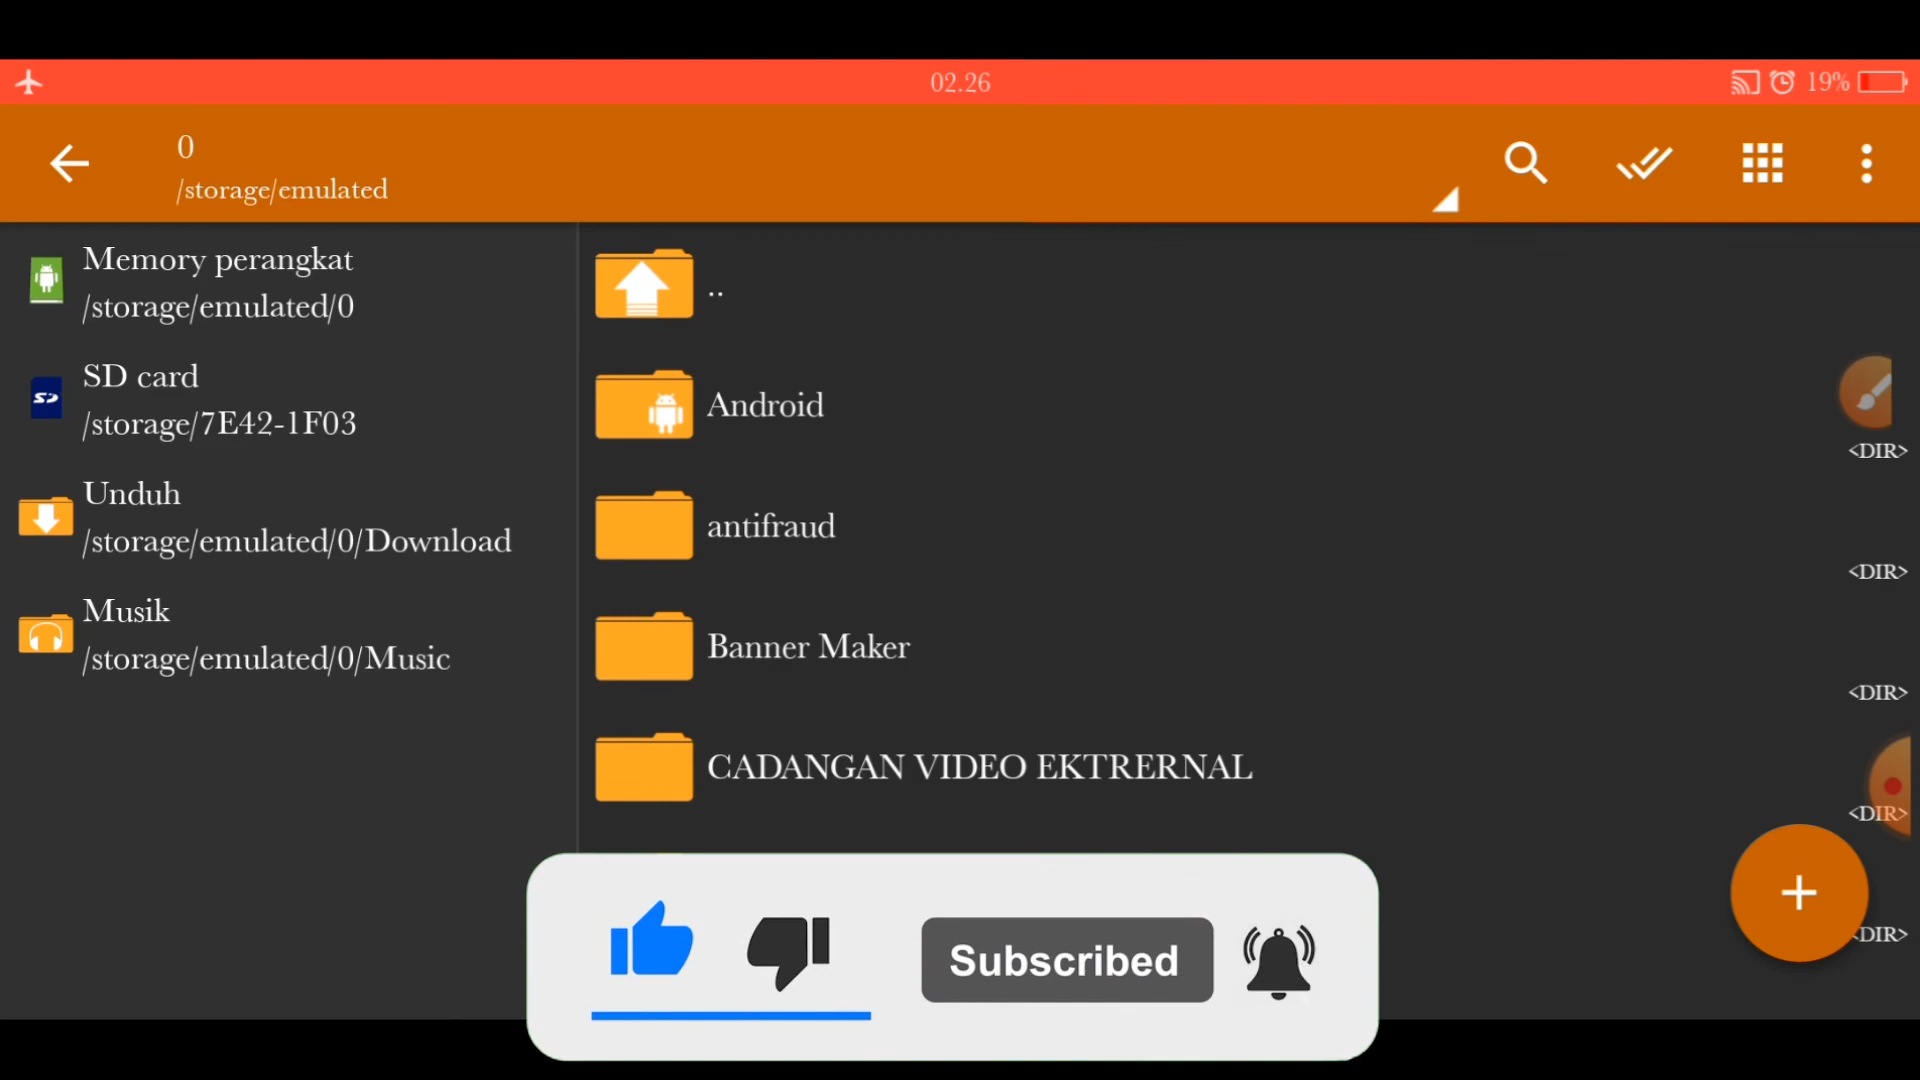 02.26
19%
0
/storage/emulated
Memory perangkat
/storage/emulated/0
SD card
/storage/7E42-1F03
Unduh
/storage/emulated/0/Download
Musik
/storage/emulated/0/Music
..
Android
<DIR>
antifraud
<DIR>
Banner Maker
<DIR>
CADANGAN VIDEO EKTRERNAL
<DIR>
<DIR>
Subscribed